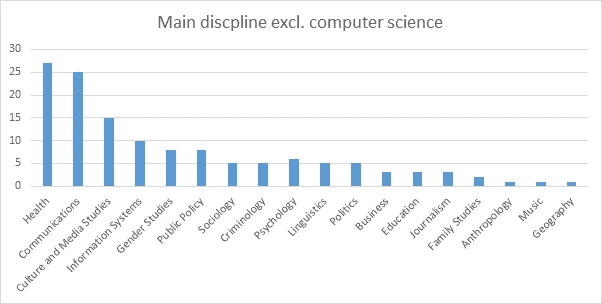 Main discpline excl. computer science
30
25
20
15
10
5
0
Health
Communications
Culture and Media Studies
Information Systems
Gender Studies
Public Policy
Sociology
Criminology
Psychology
Linguistics
Politics
Business
Education
Journalism
Family Studies
Anthropology
Music
Geography